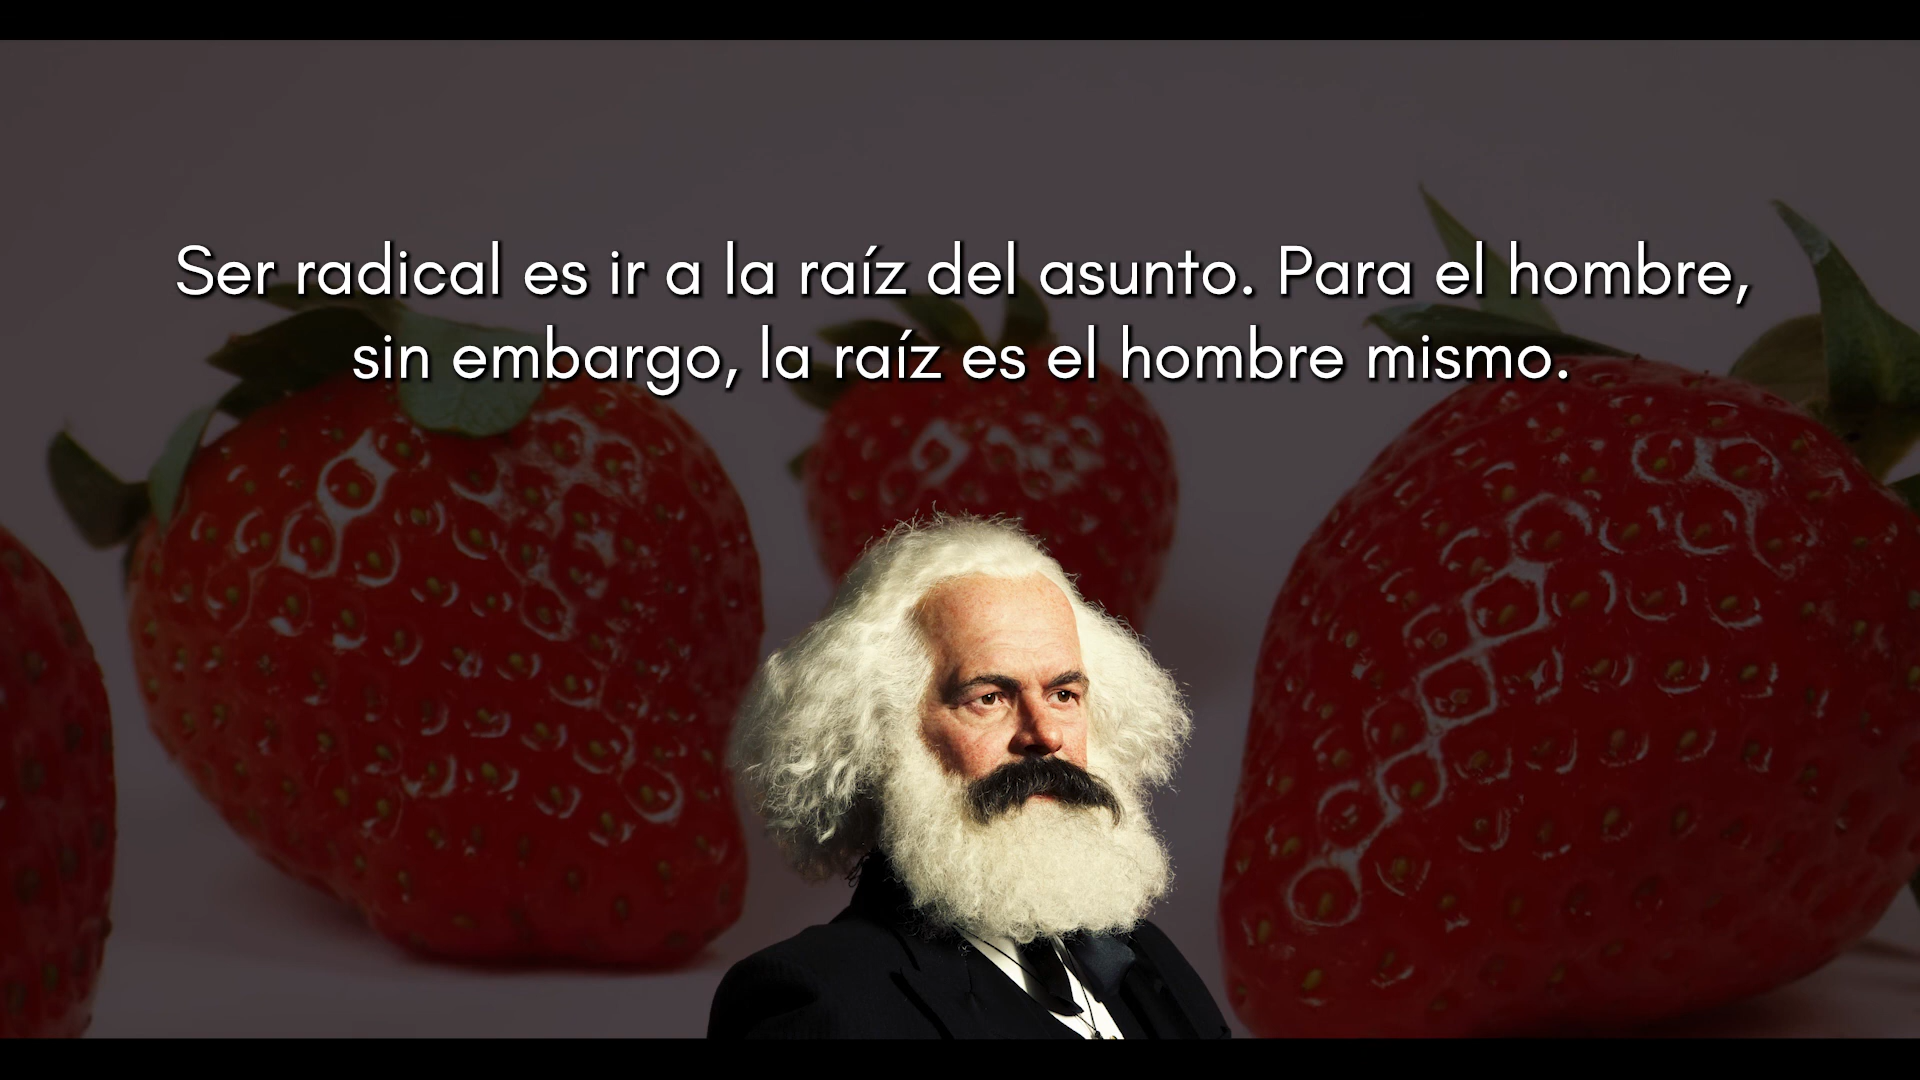 Ser radical es ir a la raíz del asunto. Para el hombre,
sin embargo, la raíz es el hombre mismo.